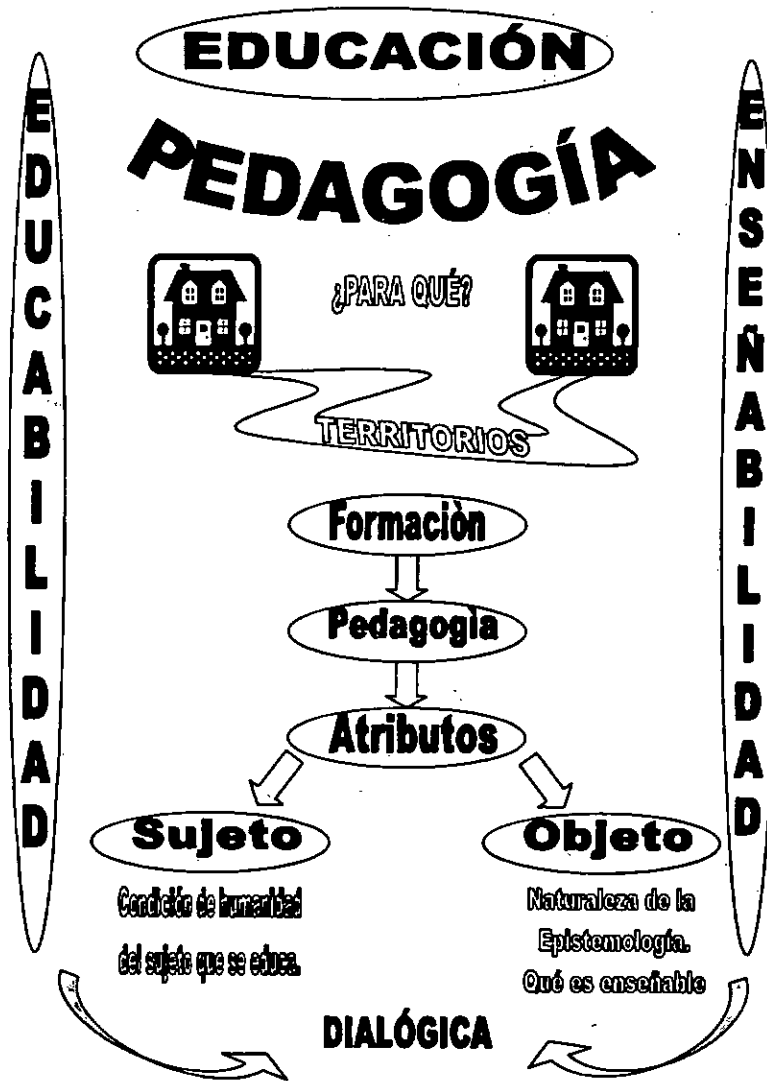 EDUCACIÓN
PEDAGOGÍA
EDUCABILIDAD
ENSEÑABILIDAD
¿PARA QUÉ?
TERRITORIOS
Formaciòn
Pedagogìa
Atributos
Sujeto
Objeto
Condición de humanidad
del sujeto que se educa.
Naturaleza de la
Epistemología.
Qué es enseñable
DIALÓGICA